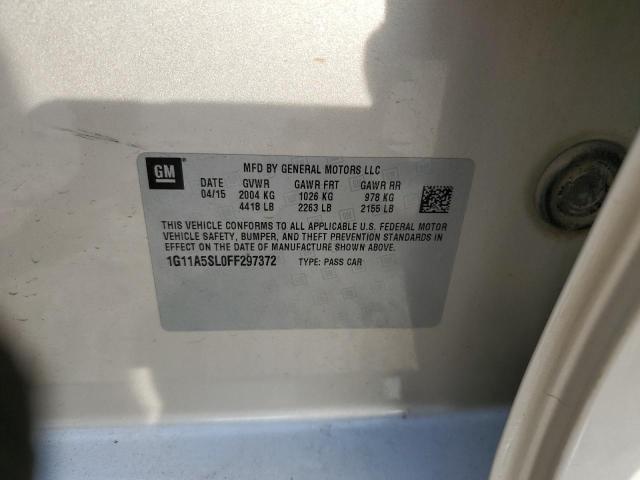 GM
MFD BY GENERAL MOTORS LLC
DATE GVWR GAWR FRT GAWR RR
04/15 2004 KG 1026 KG 978 KG
4418 LB 2263 LB 2155 LB
THIS VEHICLE CONFORMS TO ALL APPLICABLE U.S. FEDERAL MOTOR
VEHICLE SAFETY, BUMPER, AND THEFT PREVENTION STANDARDS IN
EFFECT ON THE DATE OF MANUFACTURE SHOWN ABOVE.
1G11A5SL0FF297372 TYPE: PASS CAR